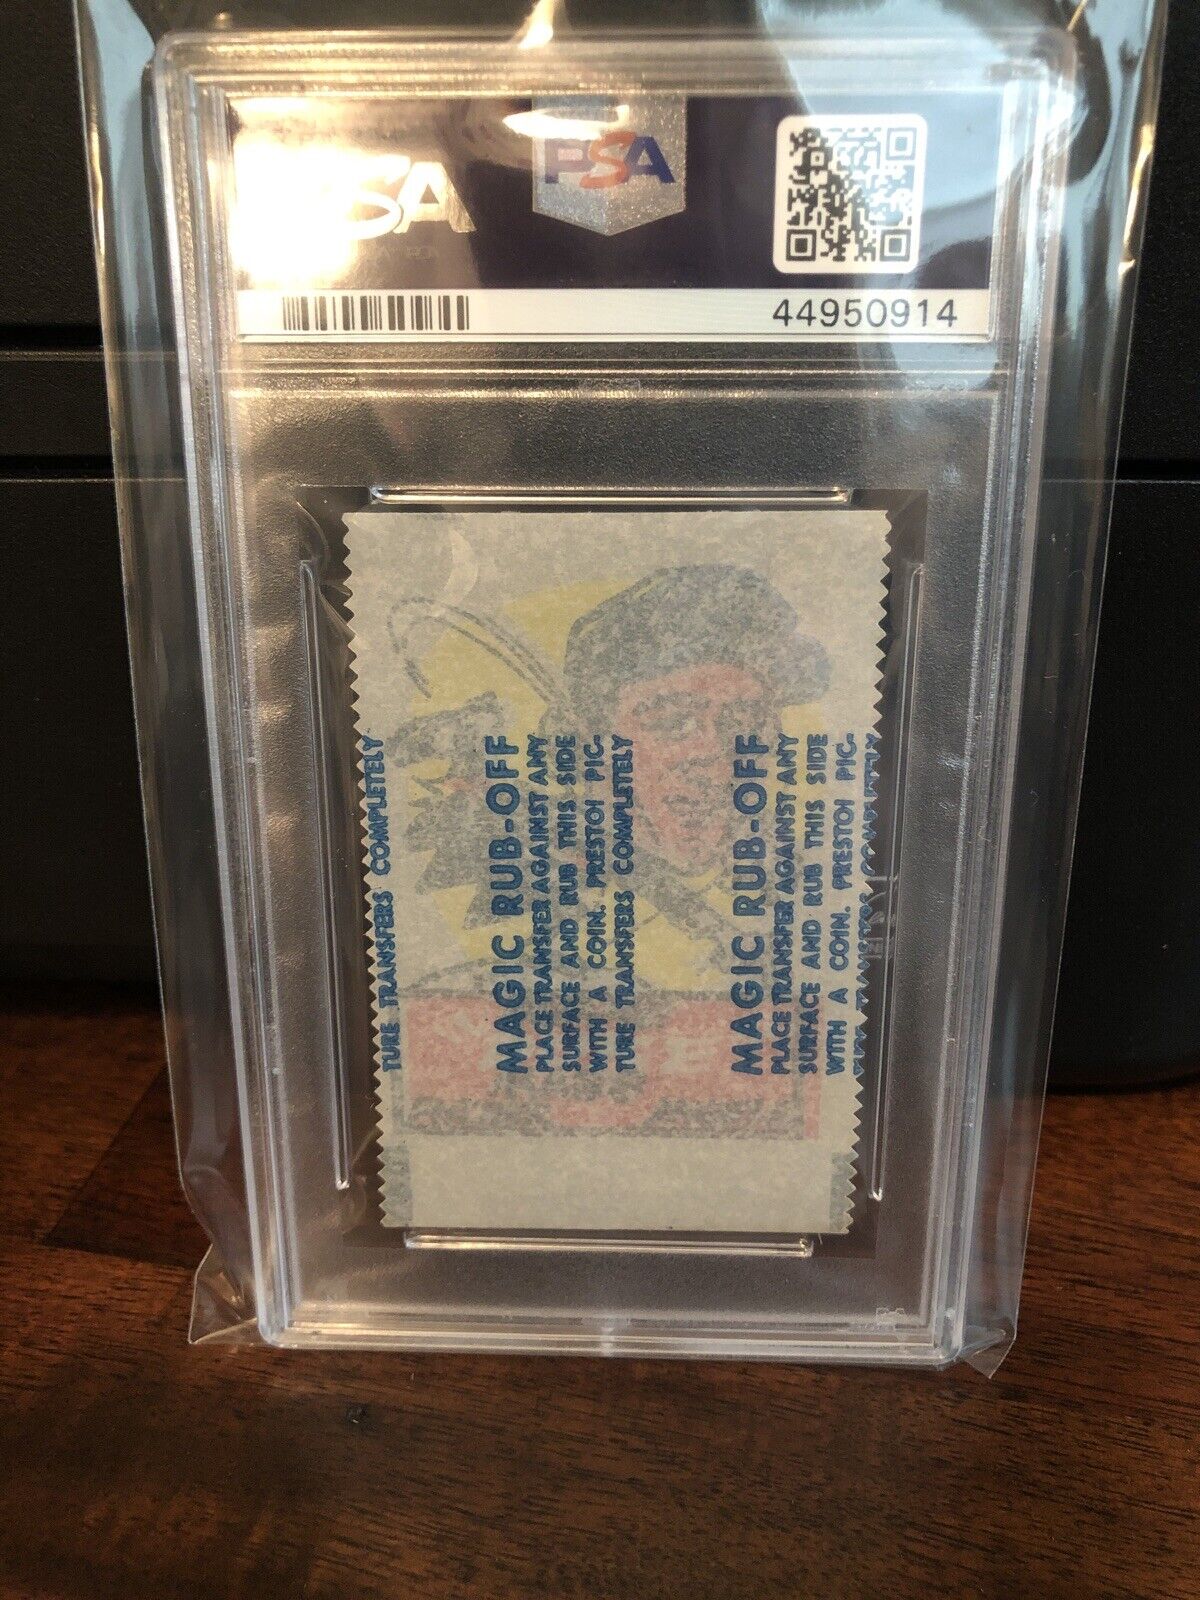 PSA
PSA
44950914
TURE TRANSFERS COMPLETELY
MAGIC RUB-OFF
PLACE TRANSFER AGAINST ANY
SURFACE AND RUB THIS SIDE
WITH A COIN. PRESTO! PIC-
TURE TRANSFERS COMPLETELY
MAGIC RUB-OFF
PLACE TRANSFER AGAINST ANY
SURFACE AND RUB THIS SIDE
WITH A COIN. PRESTO! PIC-